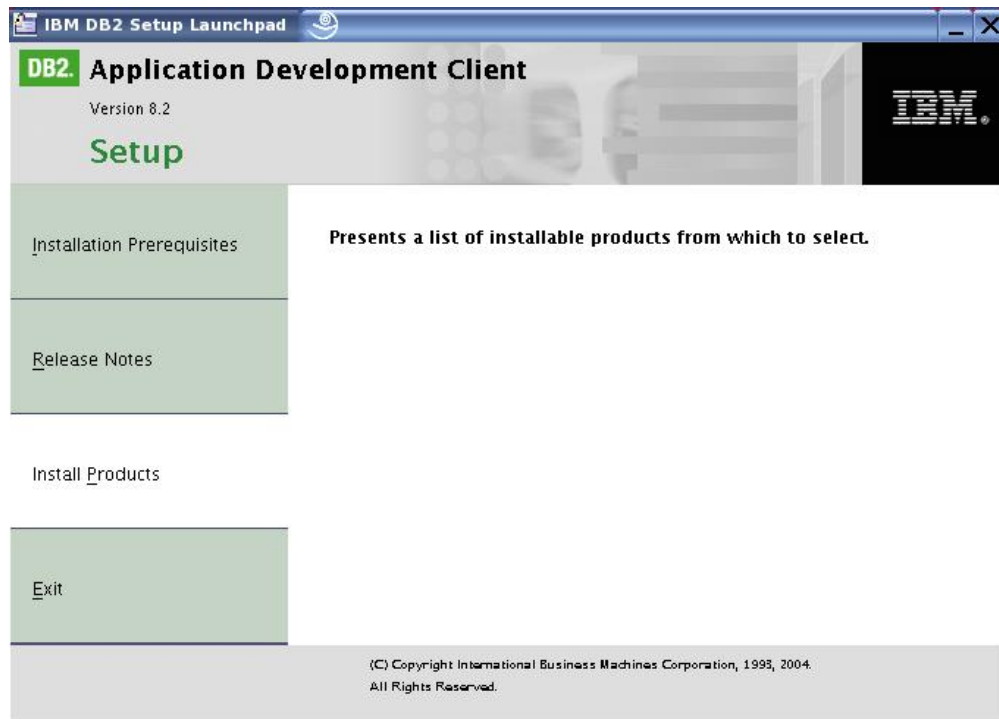 IBM DB2 Setup Launchpad
DB2. Application Development Client
Version 8.2
Setup
IBM
Installation Prerequisites
Presents a list of installable products from which to select.
Release Notes
Install Products
Exit
(C) Copyright International Business Machines Corporation, 1993, 2004.
All Rights Reserved.